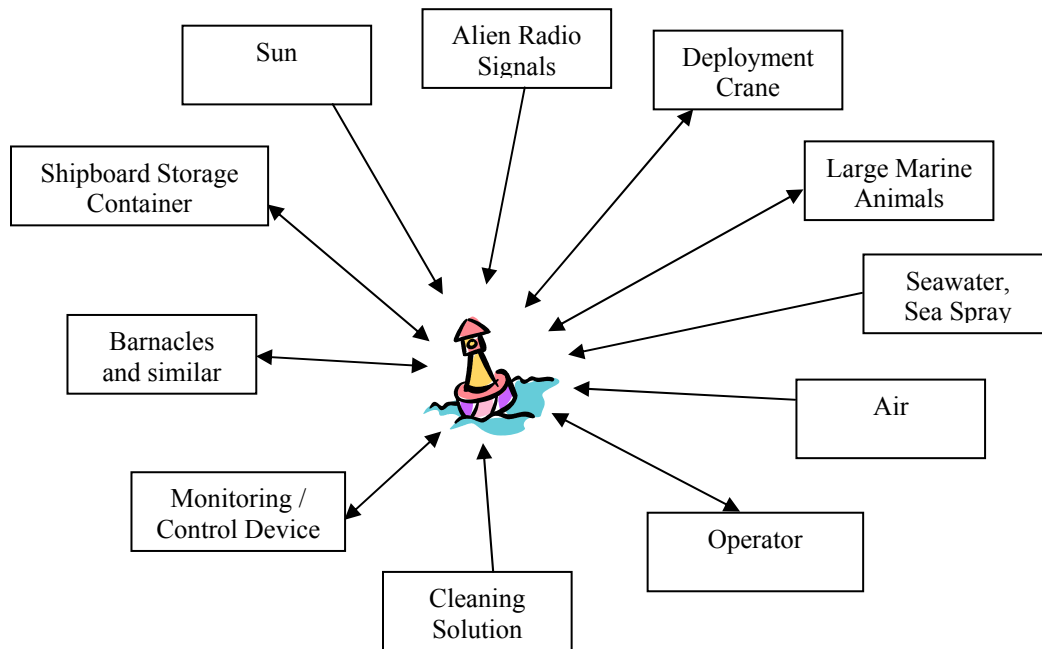 Sun
Alien Radio
Signals
Deployment
Crane
Shipboard Storage
Container
Large Marine
Animals
Seawater,
Sea Spray
Barnacles
and similar
Air
Monitoring /
Control Device
Operator
Cleaning
Solution